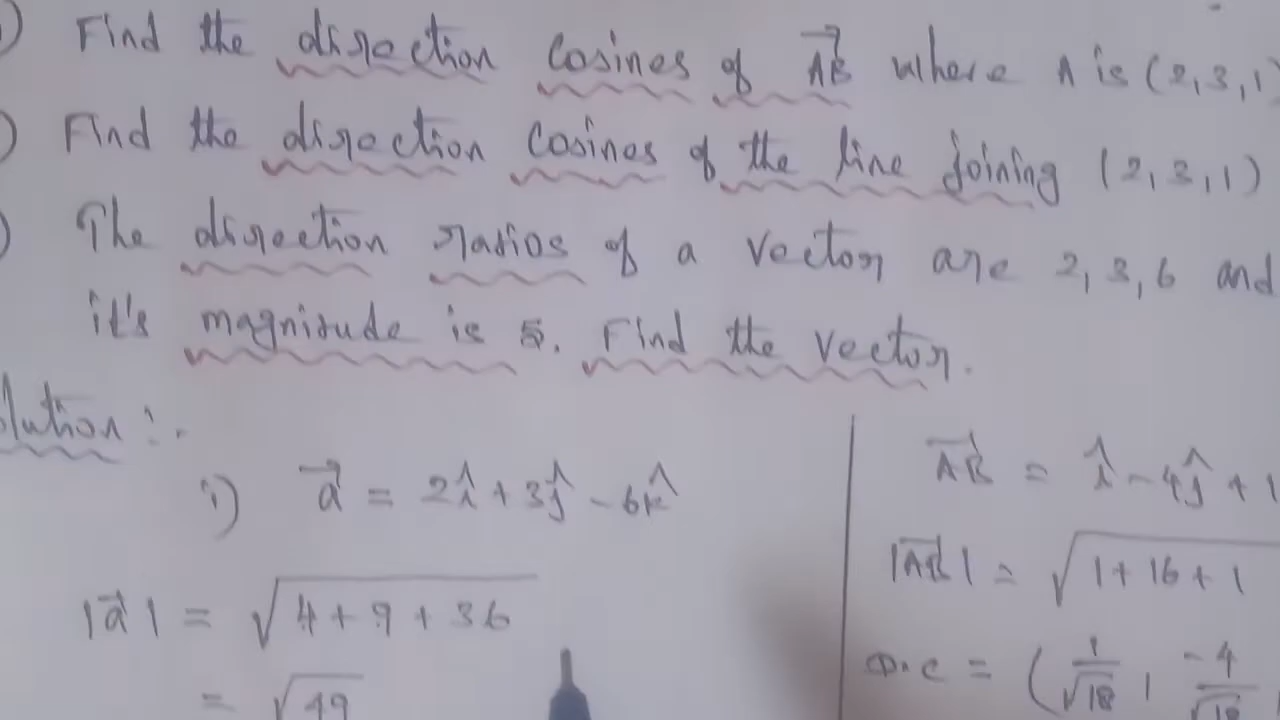 ) Find the direction cosines of AB where A is (2,3,1)
) Find the direction cosines of the line joining (2,3,1)
) The direction ratios of a vector are 2,3,6 and
it's magnitude is 5. Find the vector.
olution :-
i) a = 2î + 3ĵ - 6k̂
|a| = √4 + 9 + 36
= √49
AB = î - 4ĵ + 1
|AB| = √1 + 16 + 1
D.C = (1/√18, -4/√18